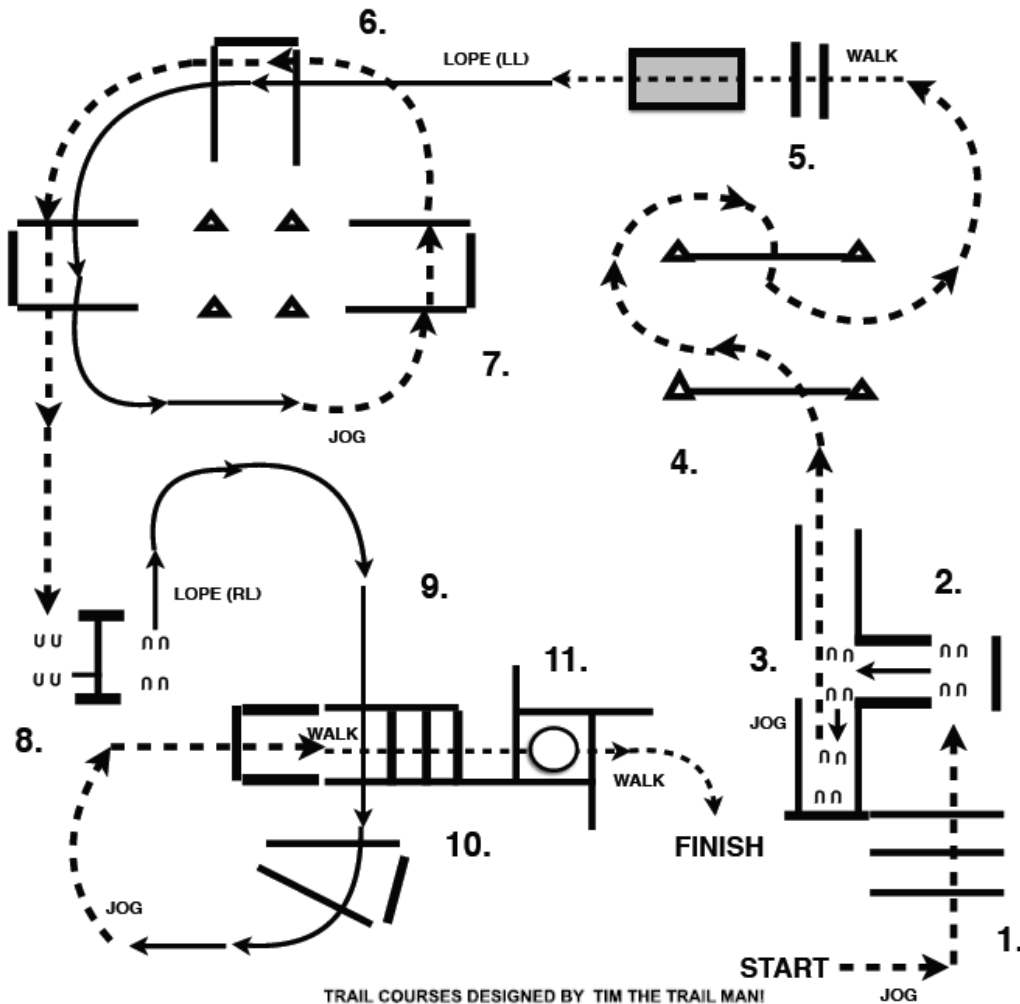 6.
LOPE (LL)
WALK
5.
7.
JOG
4.
LOPE (RL)
9.
2.
3.
11.
JOG
8.
WALK
WALK
10.
FINISH
JOG
1.
START
JOG
TRAIL COURSES DESIGNED BY TIM THE TRAIL MAN!